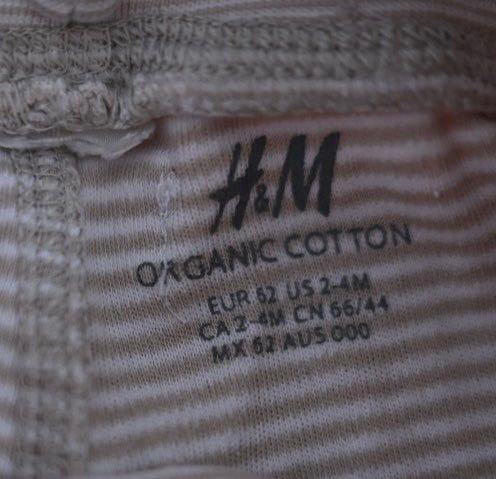 H&M
ORGANIC COTTON
EUR 62 US 2-4M
CA 2-4M CN 66/44
MX 62 AUS 000